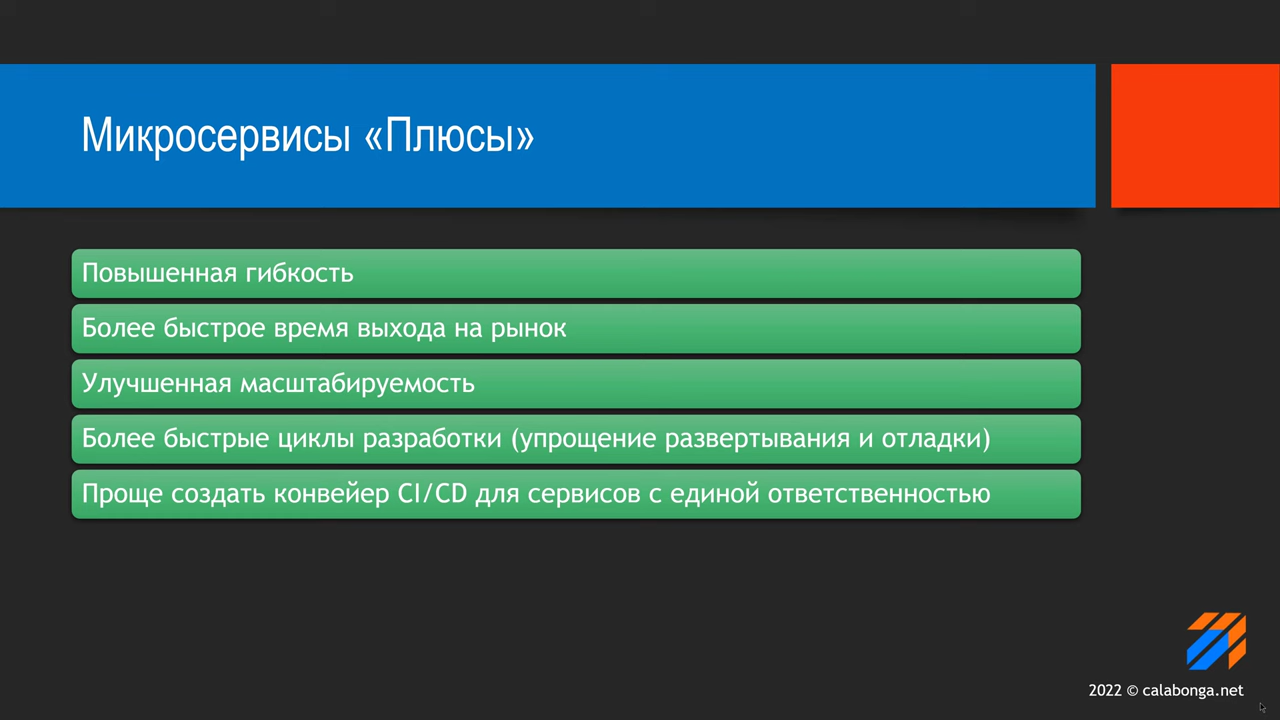 Микросервисы «Плюсы»
Повышенная гибкость
Более быстрое время выхода на рынок
Улучшенная масштабируемость
Более быстрые циклы разработки (упрощение развертывания и отладки)
Проще создать конвейер CI/CD для сервисов с единой ответственностью
2022 © calabonga.net